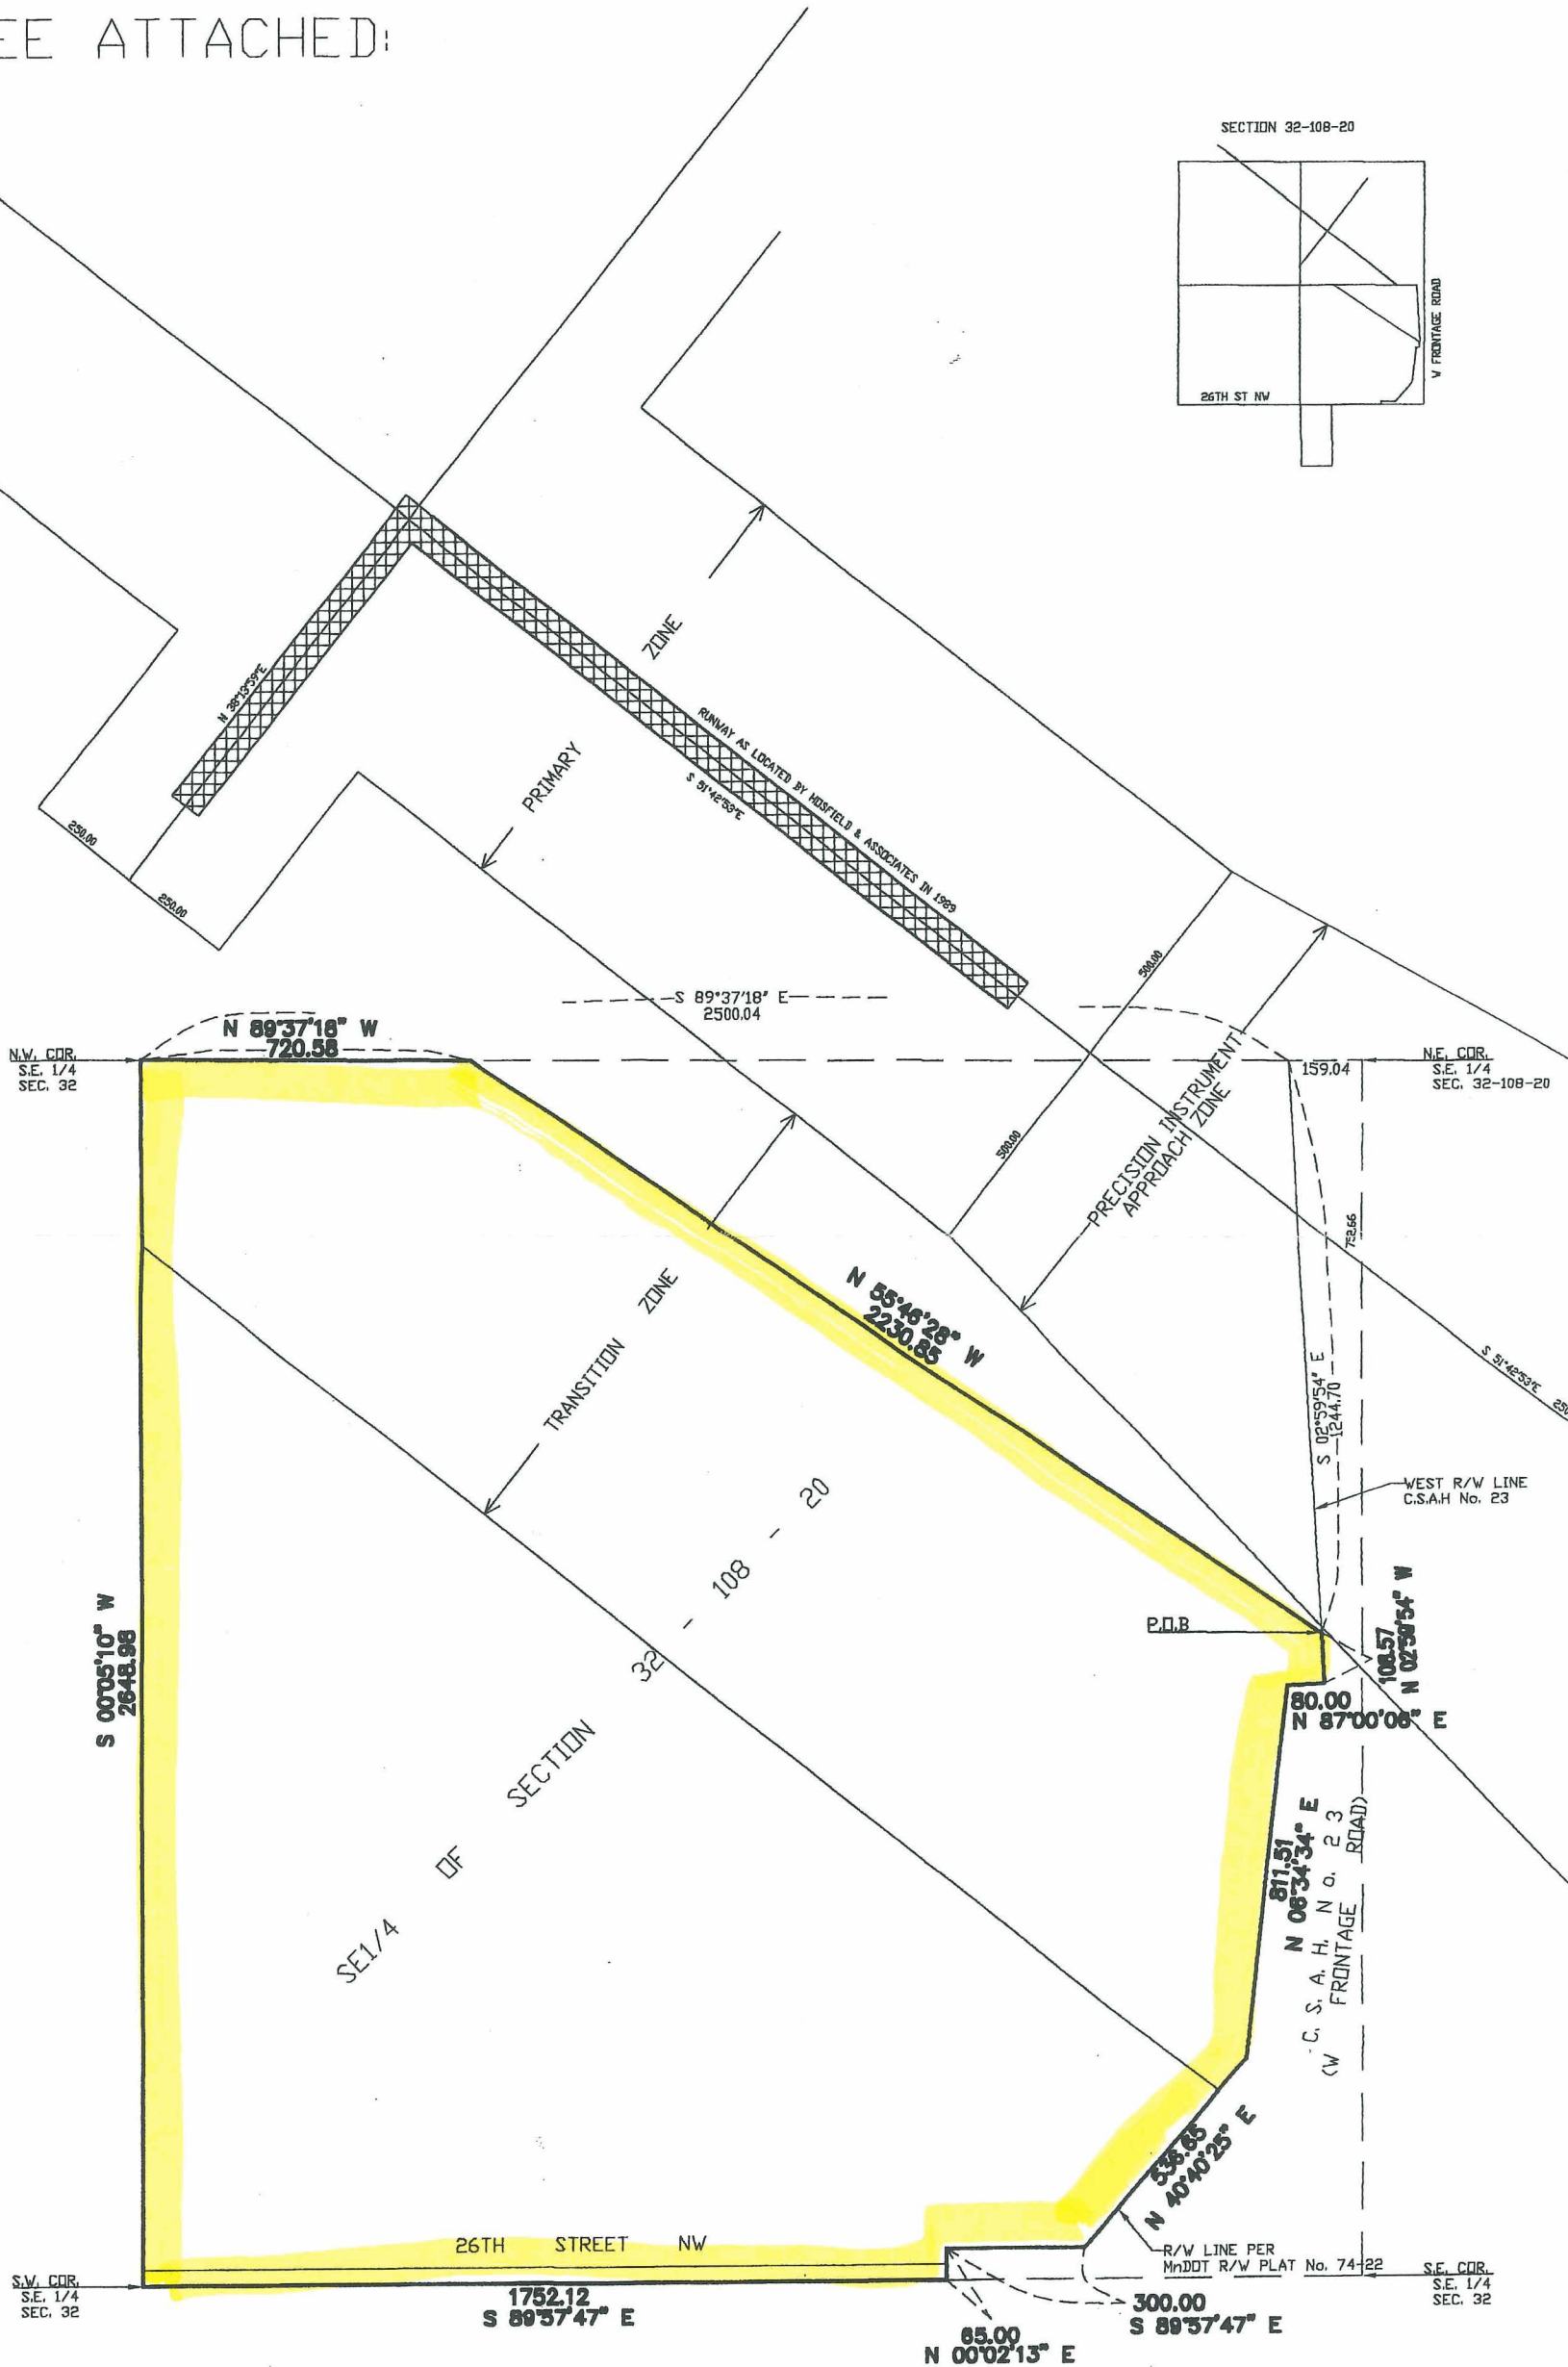 EE ATTACHED:
SECTION 32-108-20
W FRONTAGE ROAD
26TH ST NW
ZONE
N 38°13'59"E
RUNWAY AS LOCATED BY HOSFIELD & ASSOCIATES IN 1989
S 51°42'53"E
PRIMARY
250.00
250.00
500.00
S 89°37'18" E
2500.04
N 89°37'18" W
720.58
N.W. COR.
S.E. 1/4
SEC. 32
159.04
N.E. COR.
S.E. 1/4
SEC. 32-108-20
500.00
PRECISION INSTRUMENT
APPROACH ZONE
752.66
ZONE
TRANSITION
N 55°46'28" W
2230.85
S 02°59'54" E
1244.70
S 51°42'53"E
250
WEST R/W LINE
C.S.A.H No. 23
SE1/4 OF SECTION 32 - 108 - 20
S 00°05'10" W
2648.98
P.O.B
108.57
N 02°59'54" W
80.00
N 87°00'06" E
811.51
N 06°34'34" E
C. S. A. H. No. 23
(W FRONTAGE ROAD)
536.65
N 40°40'25" E
26TH STREET NW
R/W LINE PER
MnDOT R/W PLAT No. 74-22
S.W. COR.
S.E. 1/4
SEC. 32
S.E. COR.
S.E. 1/4
SEC. 32
1752.12
S 89°57'47" E
300.00
S 89°57'47" E
65.00
N 00°02'13" E